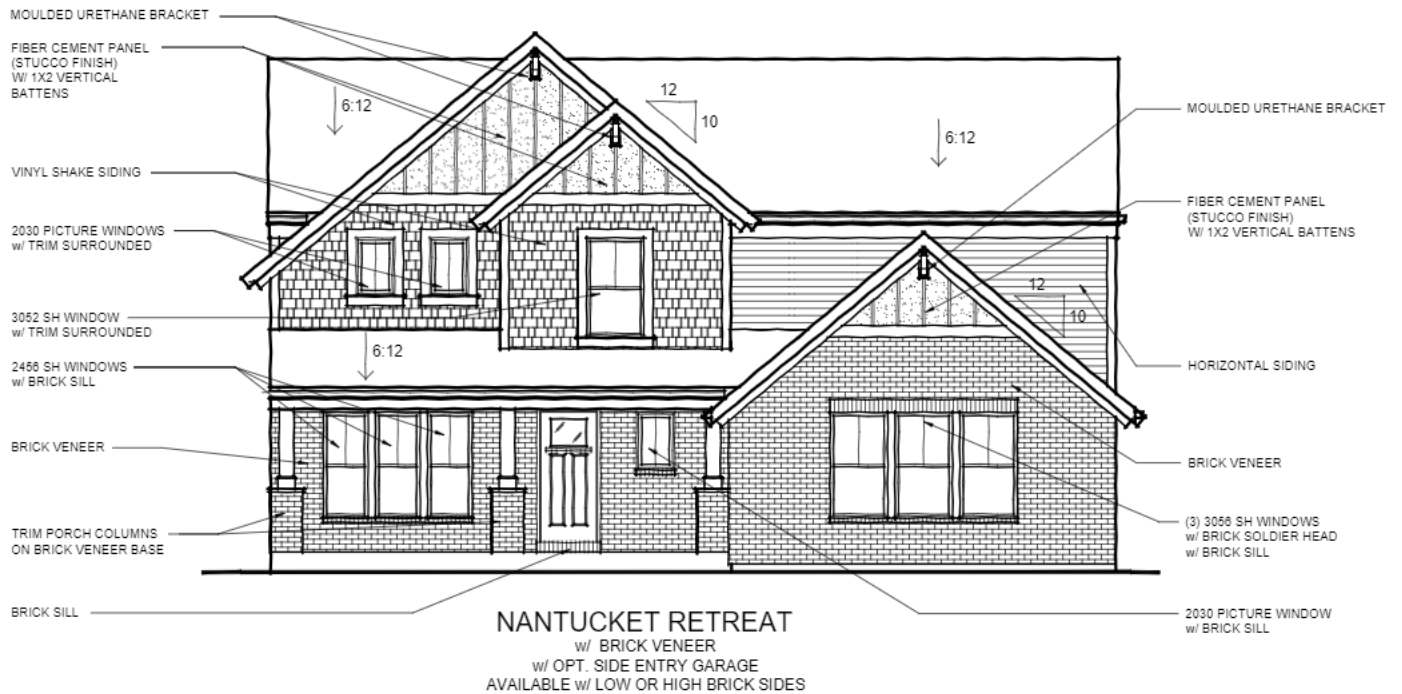 MOULDED URETHANE BRACKET
FIBER CEMENT PANEL
(STUCCO FINISH)
W/ 1X2 VERTICAL
BATTENS
VINYL SHAKE SIDING
2030 PICTURE WINDOWS
w/ TRIM SURROUNDED
3052 SH WINDOW
w/ TRIM SURROUNDED
2456 SH WINDOWS
w/ BRICK SILL
BRICK VENEER
TRIM PORCH COLUMNS
ON BRICK VENEER BASE
BRICK SILL
6:12
12
10
6:12
6:12
12
10
MOULDED URETHANE BRACKET
FIBER CEMENT PANEL
(STUCCO FINISH)
W/ 1X2 VERTICAL BATTENS
HORIZONTAL SIDING
BRICK VENEER
(3) 3056 SH WINDOWS
w/ BRICK SOLDIER HEAD
w/ BRICK SILL
2030 PICTURE WINDOW
w/ BRICK SILL
NANTUCKET RETREAT
w/ BRICK VENEER
w/ OPT. SIDE ENTRY GARAGE
AVAILABLE w/ LOW OR HIGH BRICK SIDES